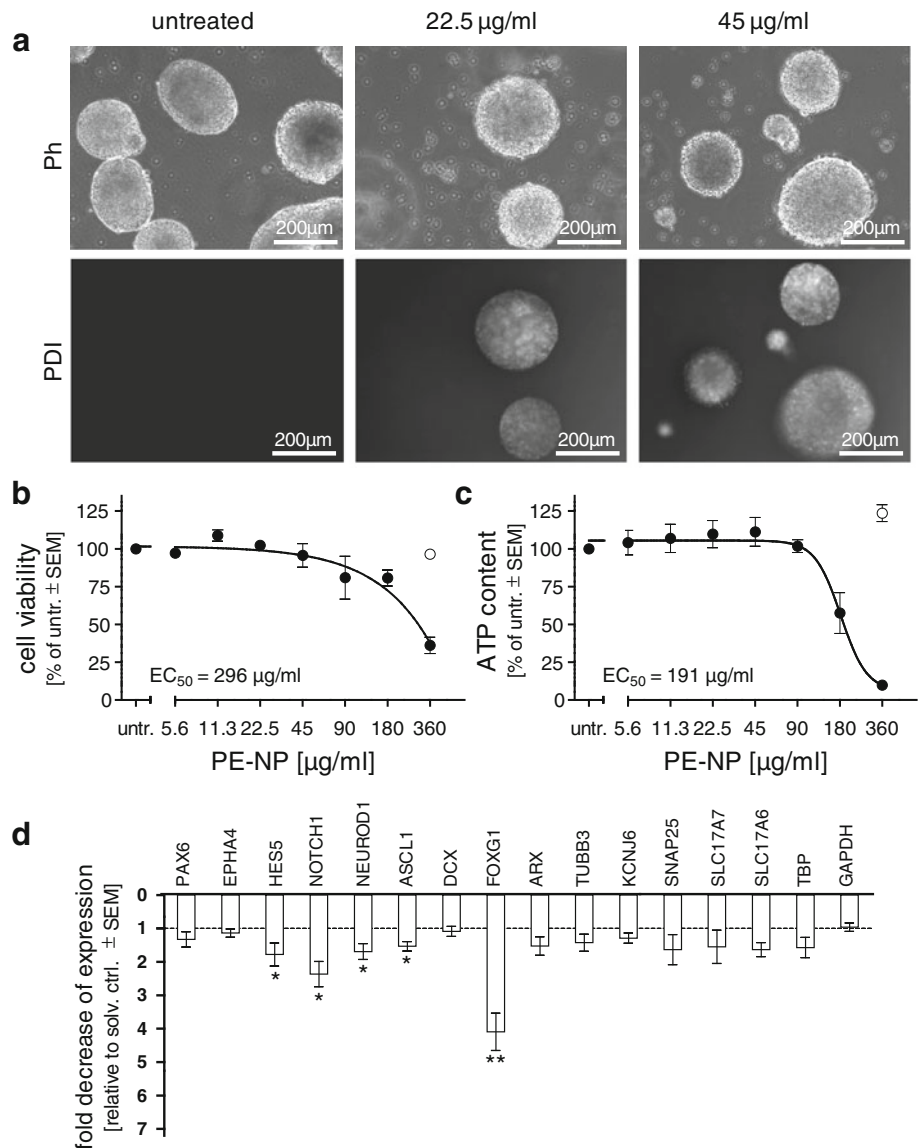 untreated 22.5 µg/ml 45 µg/ml
a
Ph
200µm 200µm 200µm
PDI
200µm 200µm 200µm
b
cell viability
[% of untr. ± SEM]
125
100
75
50
25
0
EC50 = 296 µg/ml
untr. 5.6 11.3 22.5 45 90 180 360
PE-NP [µg/ml]
c
ATP content
[% of untr. ± SEM]
125
100
75
50
25
0
EC50 = 191 µg/ml
untr. 5.6 11.3 22.5 45 90 180 360
PE-NP [µg/ml]
d
PAX6
EPHA4
HES5
NOTCH1
NEUROD1
ASCL1
DCX
FOXG1
ARX
TUBB3
KCNJ6
SNAP25
SLC17A7
SLC17A6
TBP
GAPDH
fold decrease of expression
[relative to solv. ctrl. ± SEM]
0
1
2
3
4
5
6
7
* * * * **